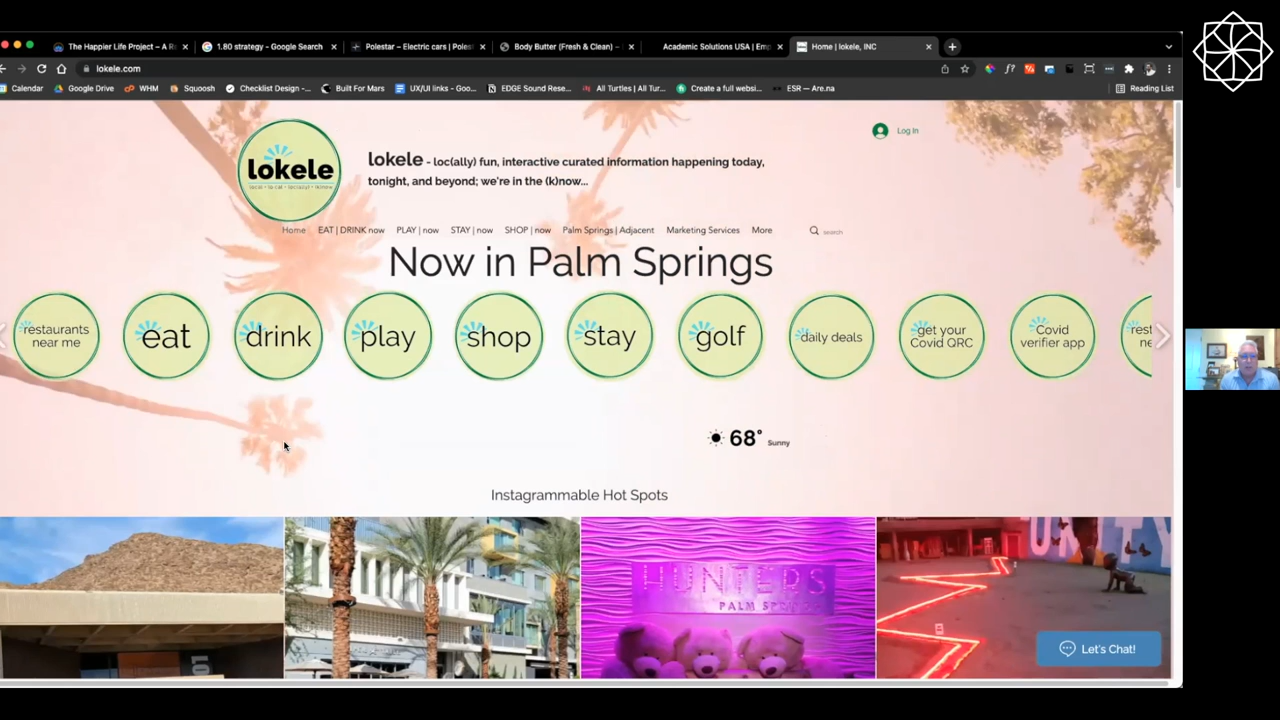 The Happier Life Project – A R
1.80 strategy - Google Search
Polestar – Electric cars | Poles
Body Butter (Fresh & Clean) –
Academic Solutions USA | Em
Home | lokele, INC
lokele.com
Calendar
Google Drive
WHM
Squoosh
Checklist Design -...
Built For Mars
UX/UI links - Goo...
EDGE Sound Rese...
All Turtles | All Tur...
Create a full websi...
ESR — Are.na
Reading List
Log In
lokele
lokele - loc(ally) fun, interactive curated information happening today,
tonight, and beyond; we're in the (k)now...
Home
EAT | DRINK now
PLAY | now
STAY | now
SHOP | now
Palm Springs | Adjacent
Marketing Services
More
search
Now in Palm Springs
restaurants
near me
eat
drink
play
shop
stay
golf
daily deals
get your
Covid QRC
Covid
verifier app
rest
ne
68°
Sunny
Instagrammable Hot Spots
HUNTERS
PALM SPR
Let's Chat!